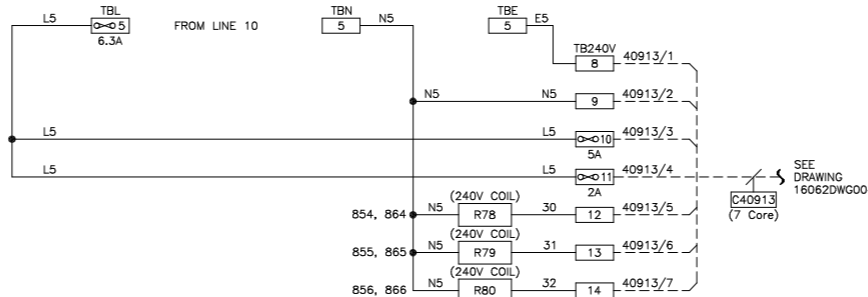 TBL TBN TBE
L5 5 FROM LINE 10 5 N5 5 E5
6.3A
TB240V
8 40913/1
N5 N5 9 40913/2
L5 L5 10 40913/3
5A
L5 L5 11 40913/4
2A
SEE
DRAWING
16062DWG00
C40913
(7 Core)
(240V COIL)
854, 864 N5 R78 30 12 40913/5
(240V COIL)
855, 865 N5 R79 31 13 40913/6
(240V COIL)
856, 866 N5 R80 32 14 40913/7